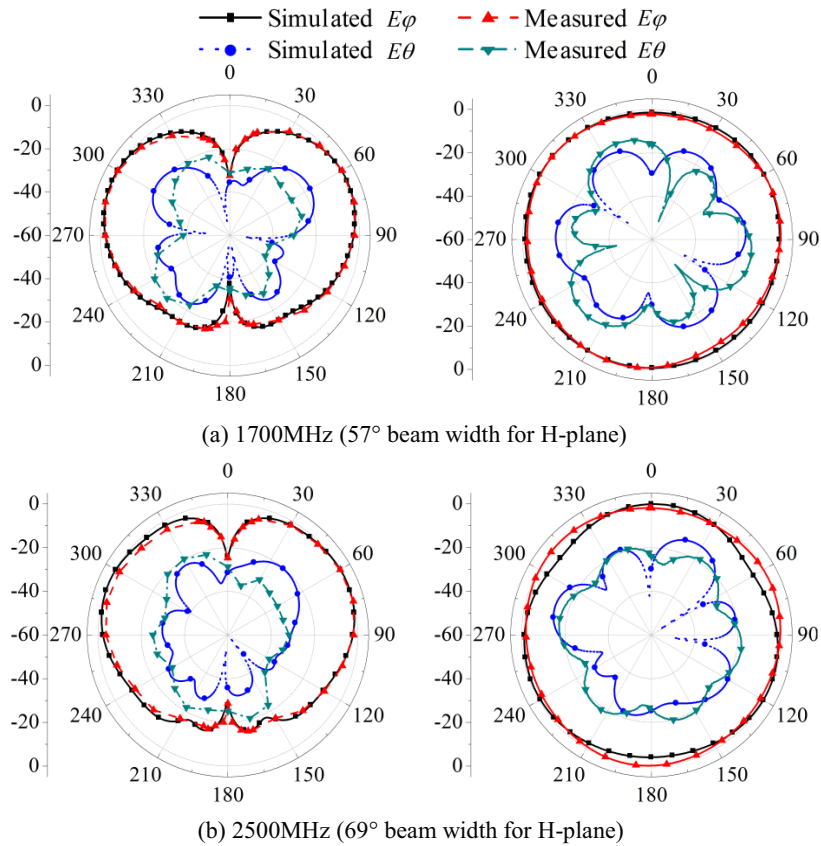 Simulated Eφ Measured Eφ
Simulated Eθ Measured Eθ
0 0
330 30 330 30
-0 -0
300 60 300 60
-20 -20
-40 -40
-60 270 90 -60 270 90
-40 -40
240 120 240 120
-20 -20
0 210 150 0 210 150
180 180
(a) 1700MHz (57° beam width for H-plane)
0 0
0 330 30 0 330 30
-20 300 60 -20 300 60
-40 -40
-60 270 90 -60 270 90
-40 -40
240 120 240 120
-20 -20
0 210 150 0 210 150
180 180
(b) 2500MHz (69° beam width for H-plane)